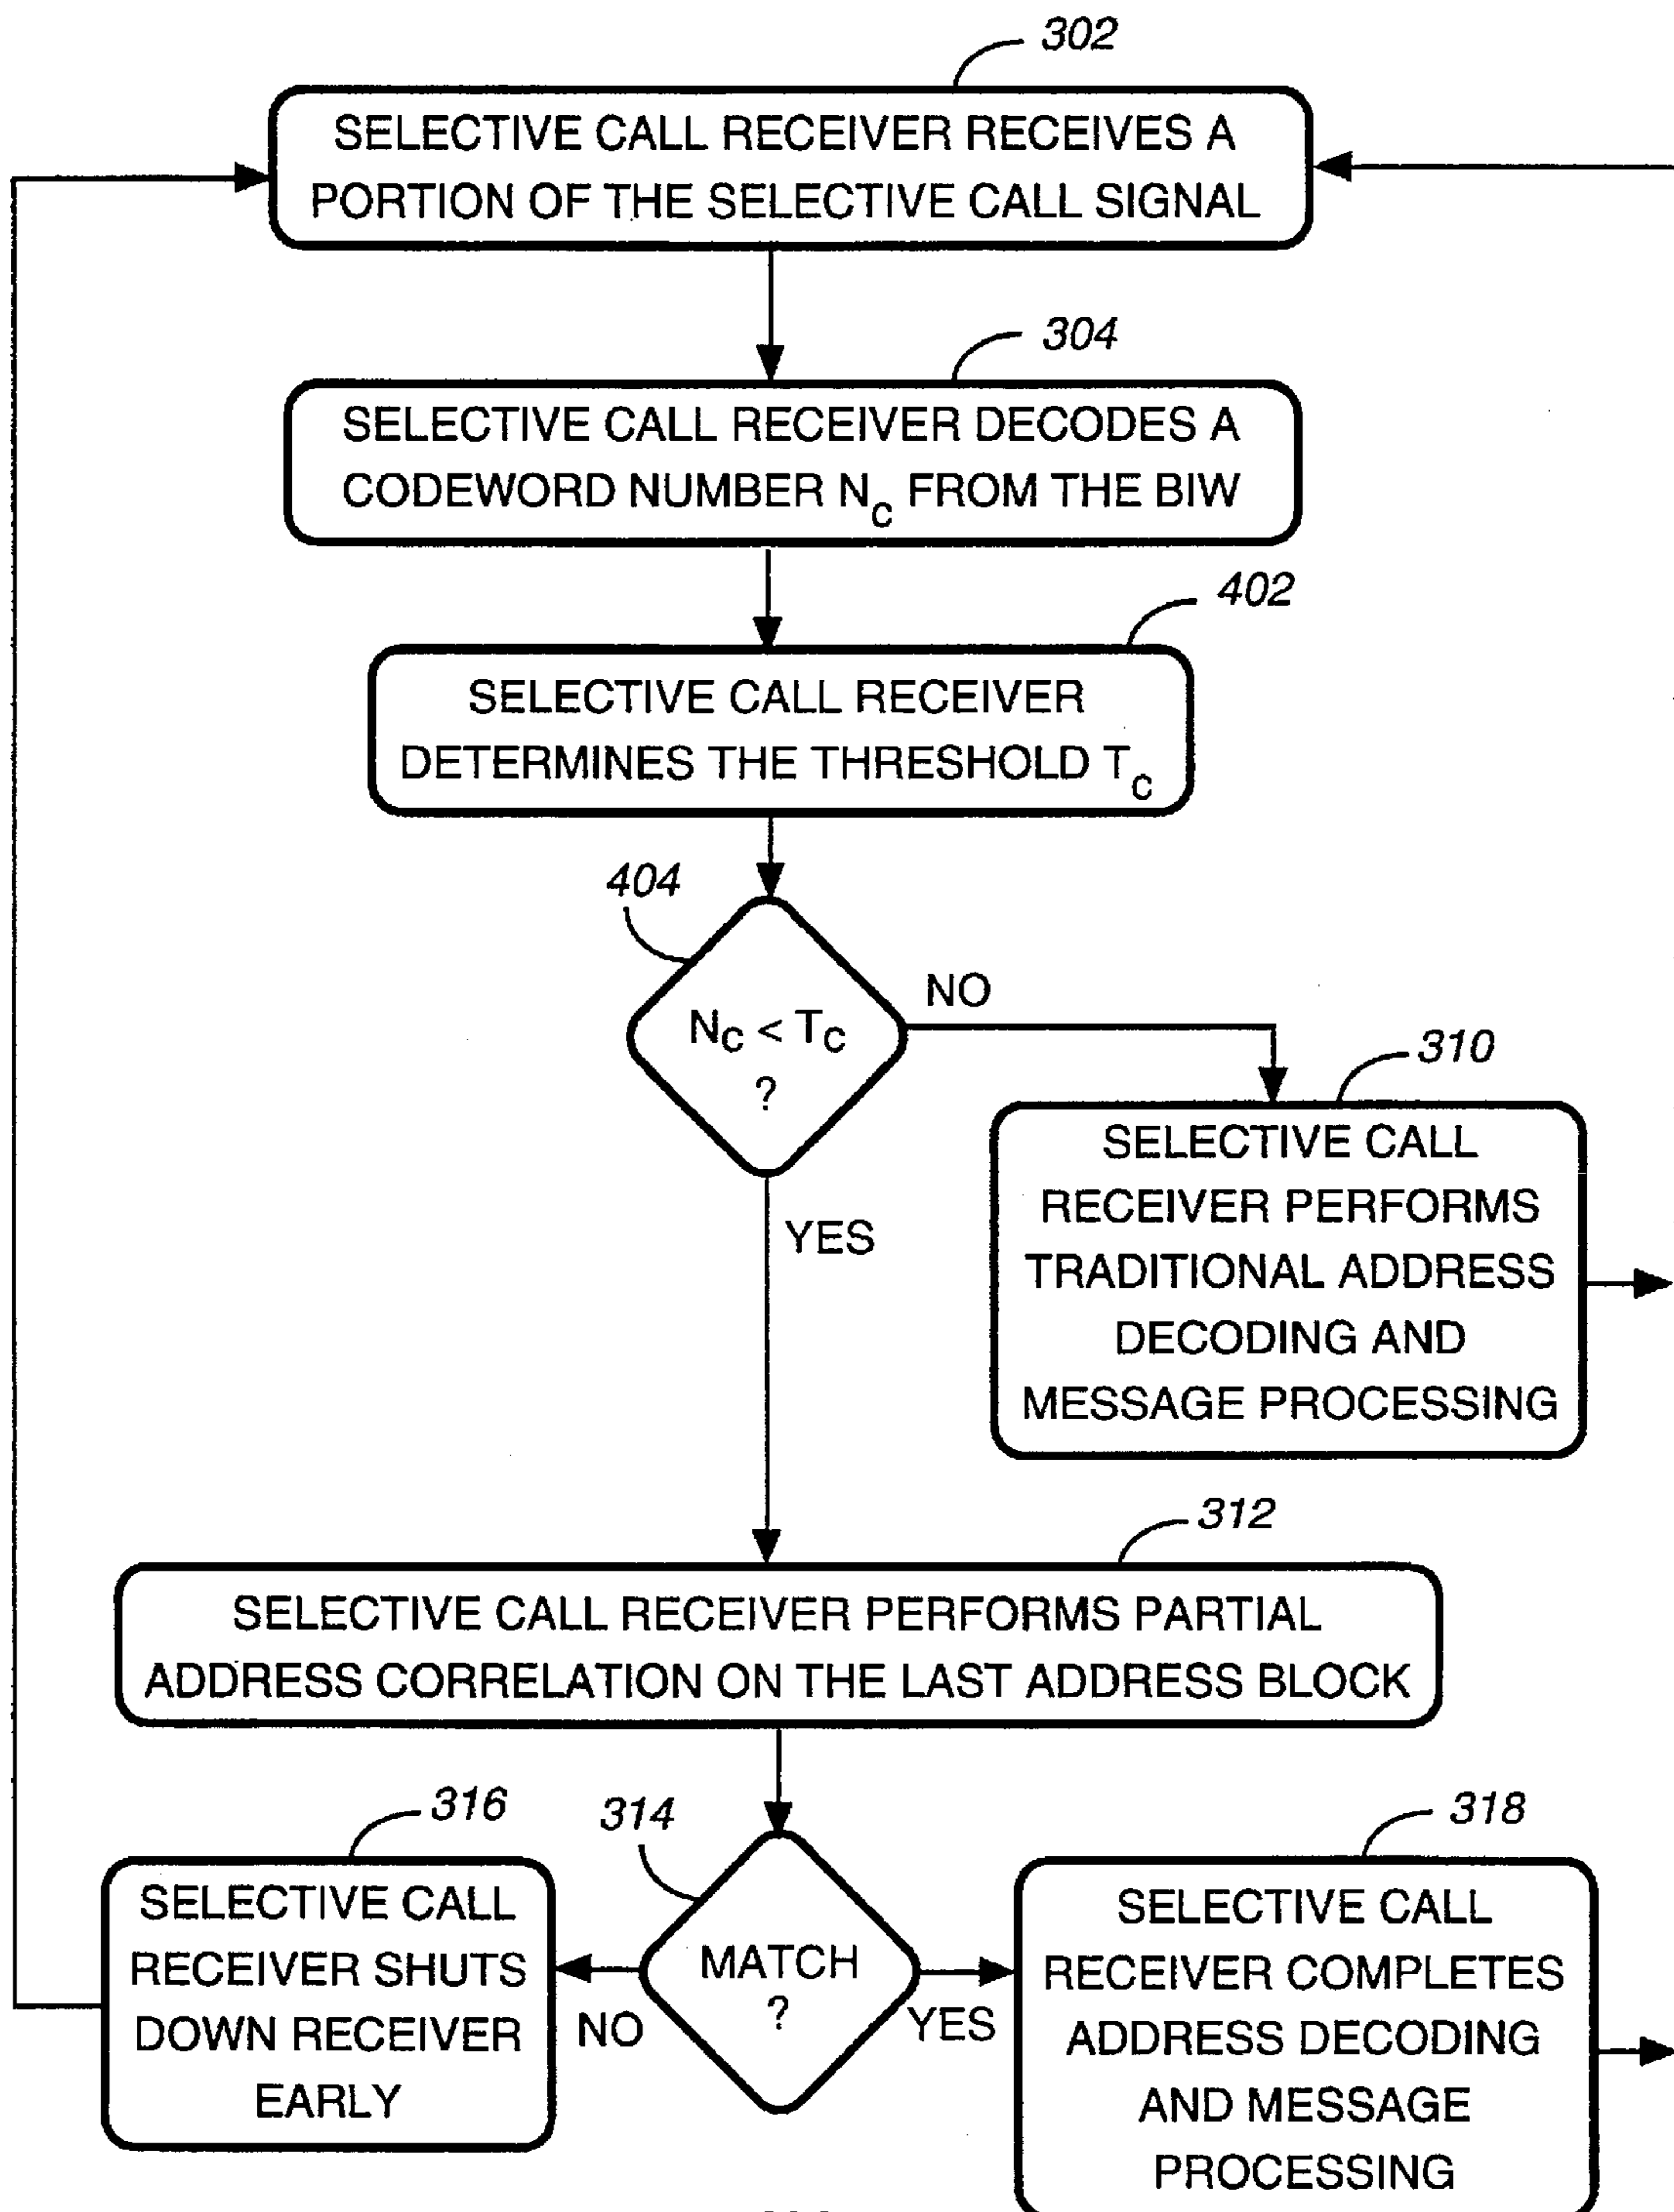 302
SELECTIVE CALL RECEIVER RECEIVES A
PORTION OF THE SELECTIVE CALL SIGNAL
304
SELECTIVE CALL RECEIVER DECODES A
CODEWORD NUMBER NC FROM THE BIW
402
SELECTIVE CALL RECEIVER
DETERMINES THE THRESHOLD TC
404
NC < TC
?
NO
YES
310
SELECTIVE CALL
RECEIVER PERFORMS
TRADITIONAL ADDRESS
DECODING AND
MESSAGE PROCESSING
312
SELECTIVE CALL RECEIVER PERFORMS PARTIAL
ADDRESS CORRELATION ON THE LAST ADDRESS BLOCK
316
SELECTIVE CALL
RECEIVER SHUTS
DOWN RECEIVER
EARLY
314
MATCH
?
NO
YES
318
SELECTIVE CALL
RECEIVER COMPLETES
ADDRESS DECODING
AND MESSAGE
PROCESSING